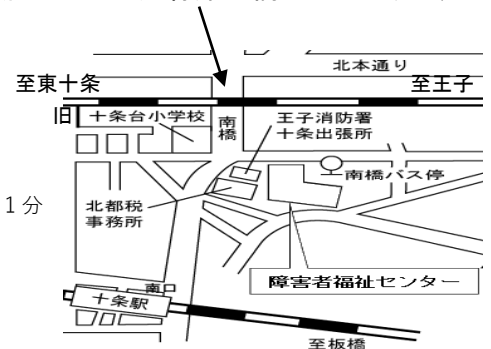 北本通り
至東十条
至王子
旧
十条台小学校
南橋
王子消防署
十条出張所
南橋バス停
1分
北都税
事務所
障害者福祉センター
南
十条駅
至板橋